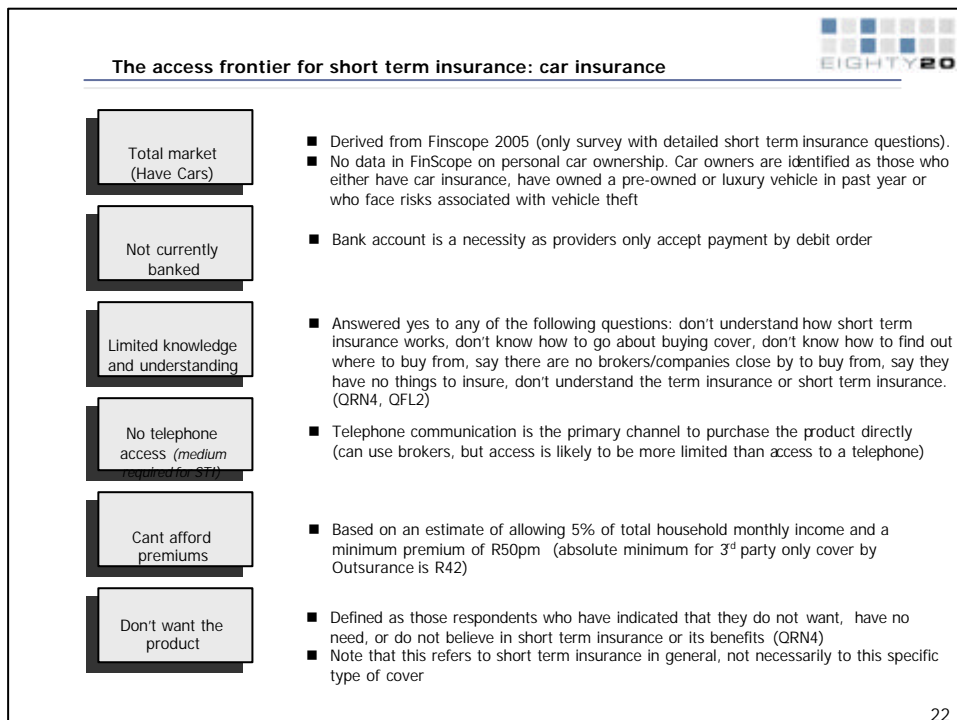 EIGHTY20
The access frontier for short term insurance: car insurance
Total market
(Have Cars)
■ Derived from Finscope 2005 (only survey with detailed short term insurance questions).
■ No data in FinScope on personal car ownership. Car owners are identified as those who
either have car insurance, have owned a pre-owned or luxury vehicle in past year or
who face risks associated with vehicle theft
Not currently
banked
■ Bank account is a necessity as providers only accept payment by debit order
Limited knowledge
and understanding
■ Answered yes to any of the following questions: don't understand how short term
insurance works, don't know how to go about buying cover, don't know how to find out
where to buy from, say there are no brokers/companies close by to buy from, say they
have no things to insure, don't understand the term insurance or short term insurance.
(QRN4, QFL2)
No telephone
access (medium
required for STI)
■ Telephone communication is the primary channel to purchase the product directly
(can use brokers, but access is likely to be more limited than access to a telephone)
Cant afford
premiums
■ Based on an estimate of allowing 5% of total household monthly income and a
minimum premium of R50pm (absolute minimum for 3rd party only cover by
Outsurance is R42)
Don't want the
product
■ Defined as those respondents who have indicated that they do not want, have no
need, or do not believe in short term insurance or its benefits (QRN4)
■ Note that this refers to short term insurance in general, not necessarily to this specific
type of cover
22